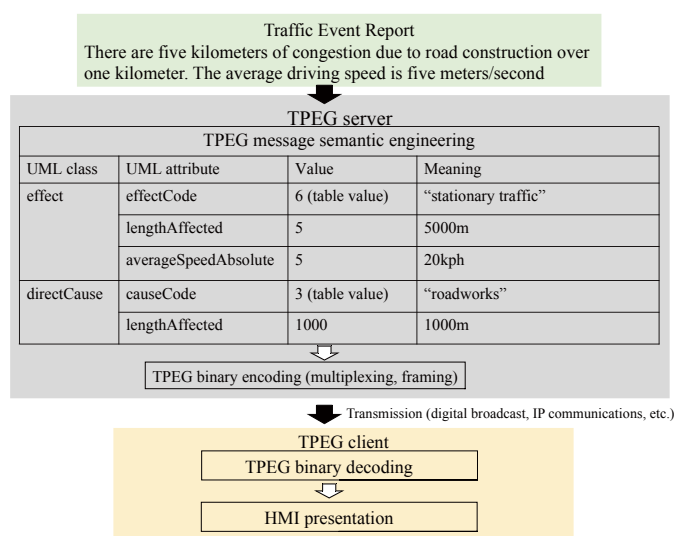 Traffic Event Report
There are five kilometers of congestion due to road construction over
one kilometer. The average driving speed is five meters/second
TPEG server
TPEG message semantic engineering
UML class UML attribute Value Meaning
effect effectCode 6 (table value) “stationary traffic”
lengthAffected 5 5000m
averageSpeedAbsolute 5 20kph
directCause causeCode 3 (table value) “roadworks”
lengthAffected 1000 1000m
TPEG binary encoding (multiplexing, framing)
Transmission (digital broadcast, IP communications, etc.)
TPEG client
TPEG binary decoding
HMI presentation